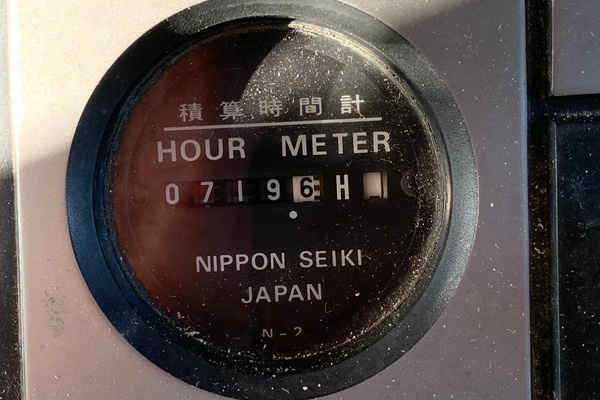 積算時間計
HOUR METER
07196H
NIPPON SEIKI
JAPAN
N-2